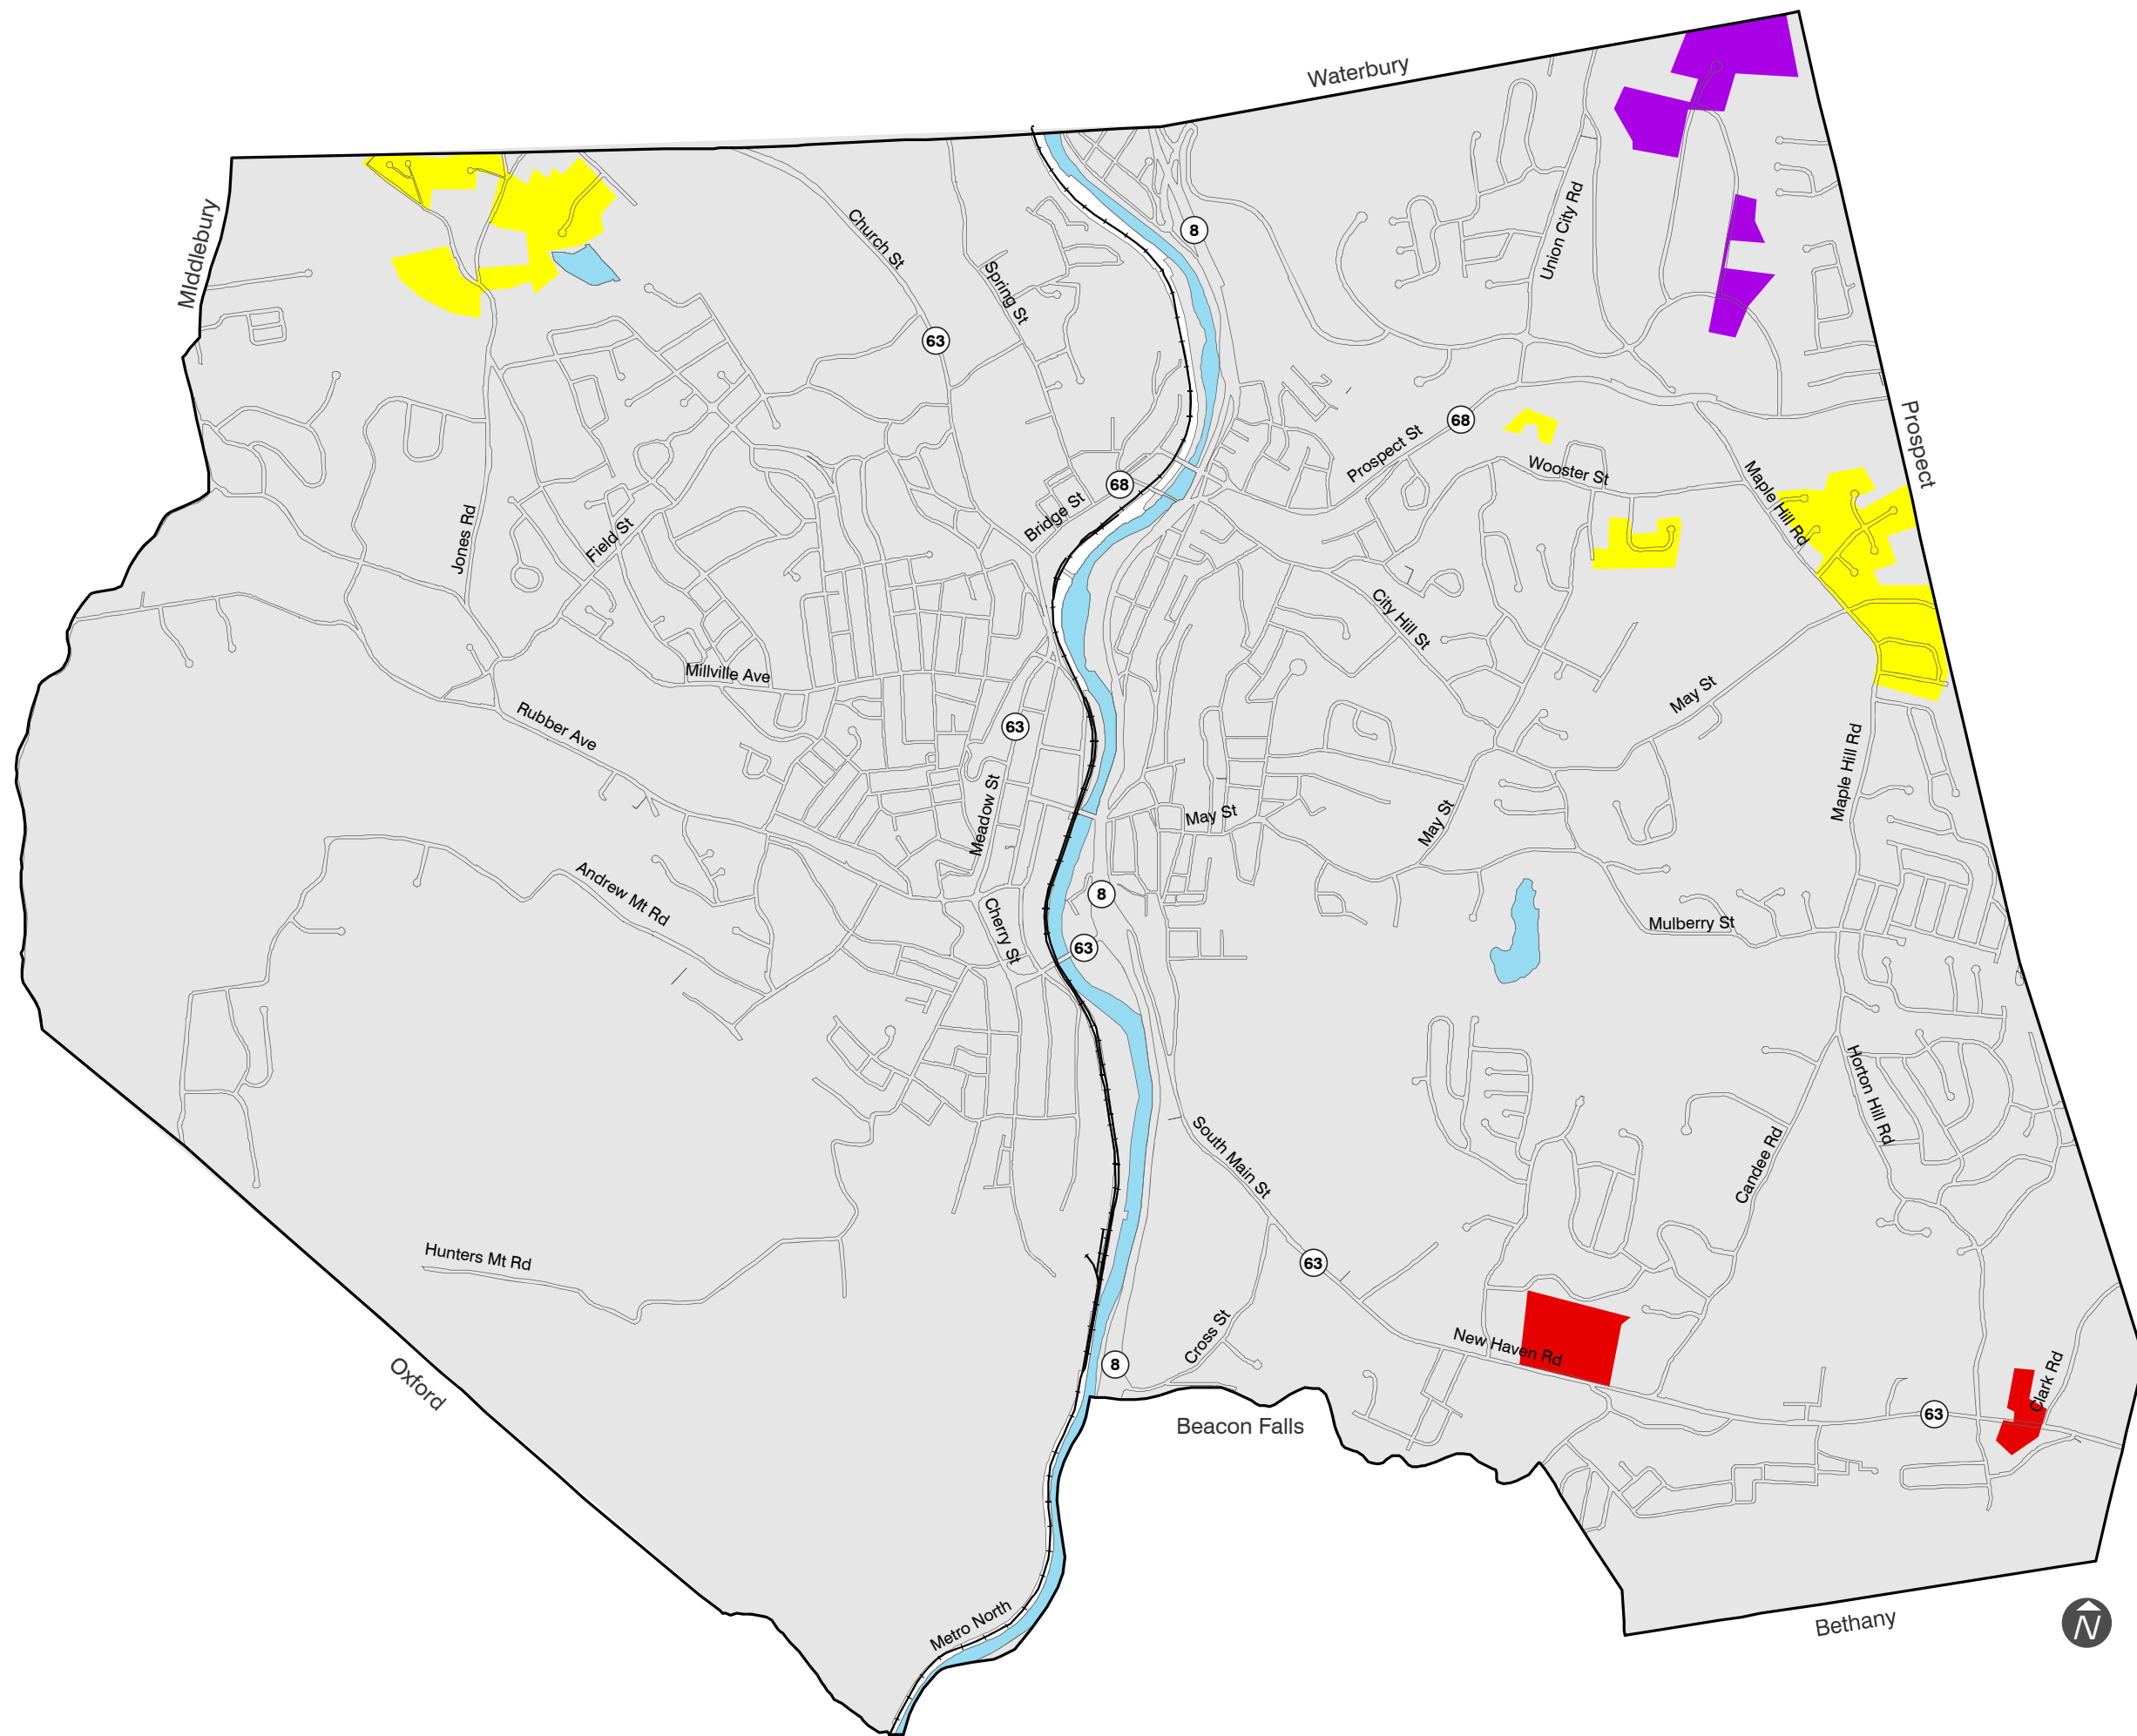 Waterbury
MIddlebury
Church St
8
Union City Rd
Spring St
63
Prospect
68
Prospect St
Wooster St
Maple Hill Rd
68
Bridge St
Jones Rd
Field St
City Hill St
Millville Ave
May St
Rubber Ave
63
Maple Hill Rd
Meadow St
May St
May St
Andrew Mt Rd
8
Cherry St
Mulberry St
63
Horton Hill Rd
South Main St
Candee Rd
Hunters Mt Rd
63
Cross St
New Haven Rd
8
Clark Rd
Oxford
63
Beacon Falls
Metro North
Bethany
N